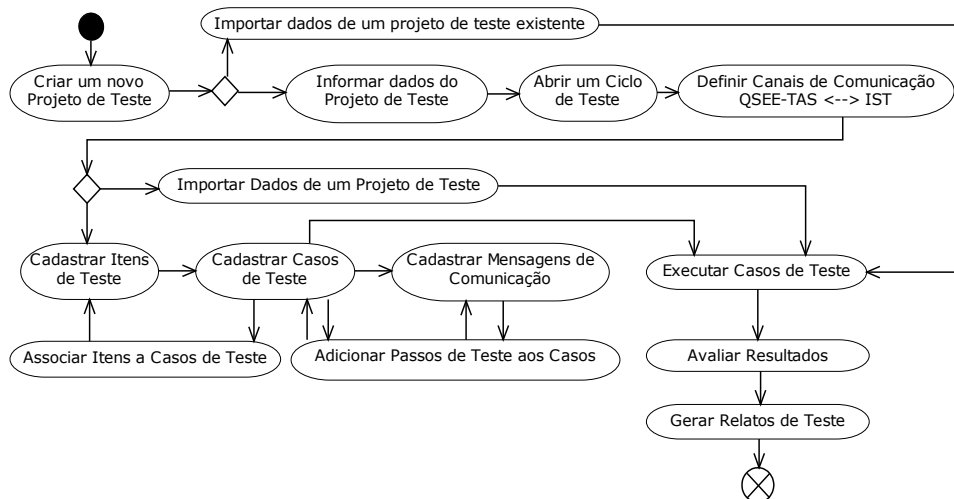 Importar dados de um projeto de teste existente
Criar um novo
Projeto de Teste
Informar dados do
Projeto de Teste
Abrir um Ciclo
de Teste
Definir Canais de Comunicação
QSEE-TAS <--> IST
Importar Dados de um Projeto de Teste
Cadastrar Itens
de Teste
Cadastrar Casos
de Teste
Cadastrar Mensagens de
Comunicação
Executar Casos de Teste
Associar Itens a Casos de Teste
Adicionar Passos de Teste aos Casos
Avaliar Resultados
Gerar Relatos de Teste